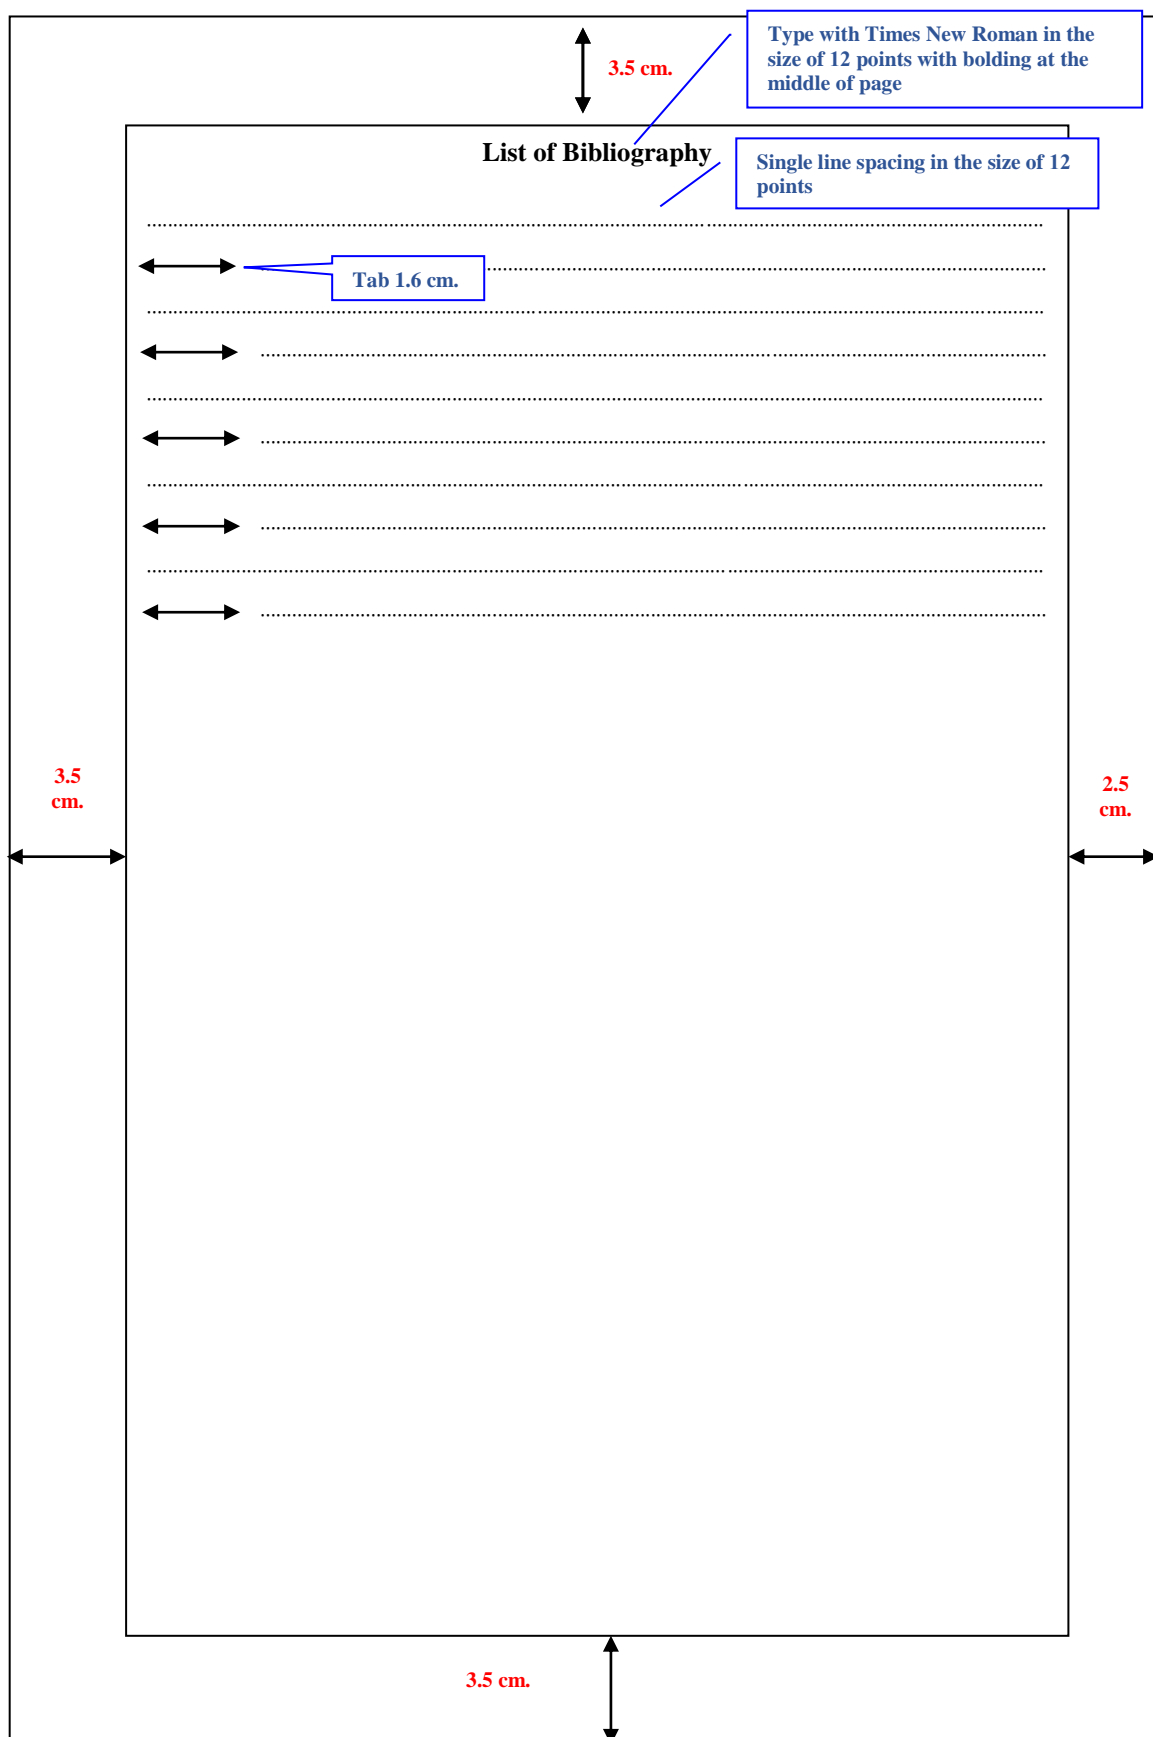 Type with Times New Roman in the
size of 12 points with bolding at the
middle of page
3.5 cm.
List of Bibliography
Single line spacing in the size of 12
points
Tab 1.6 cm.
3.5
cm.
2.5
cm.
3.5 cm.